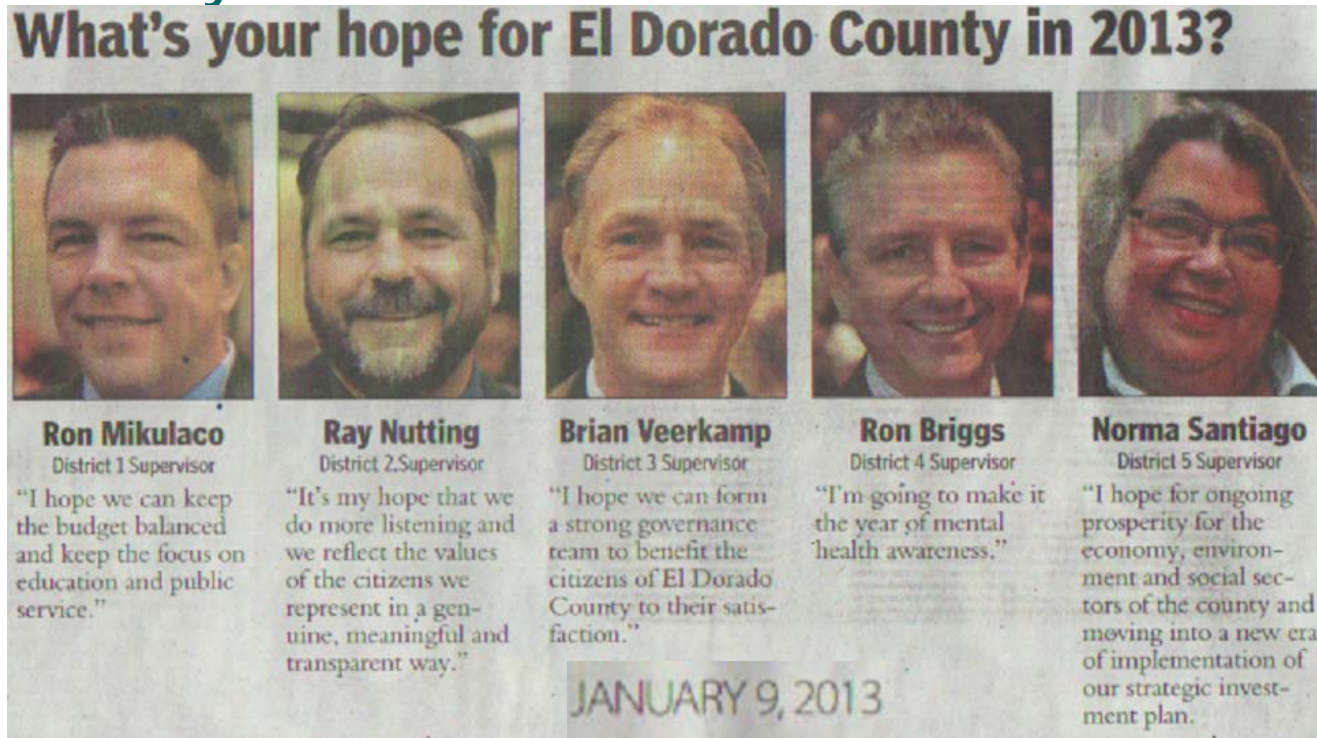 What's your hope for El Dorado County in 2013?
Ron Mikulaco
District 1 Supervisor
"I hope we can keep
the budget balanced
and keep the focus on
education and public
service."
Ray Nutting
District 2 Supervisor
"It's my hope that we
do more listening and
we reflect the values
of the citizens we
represent in a gen-
uine, meaningful and
transparent way."
Brian Veerkamp
District 3 Supervisor
"I hope we can form
a strong governance
team to benefit the
citizens of El Dorado
County to their satis-
faction."
Ron Briggs
District 4 Supervisor
"I'm going to make it
the year of mental
health awareness."
Norma Santiago
District 5 Supervisor
"I hope for ongoing
prosperity for the
economy, environ-
ment and social sec-
tors of the county and
moving into a new era
of implementation of
our strategic invest-
ment plan.
JANUARY 9, 2013